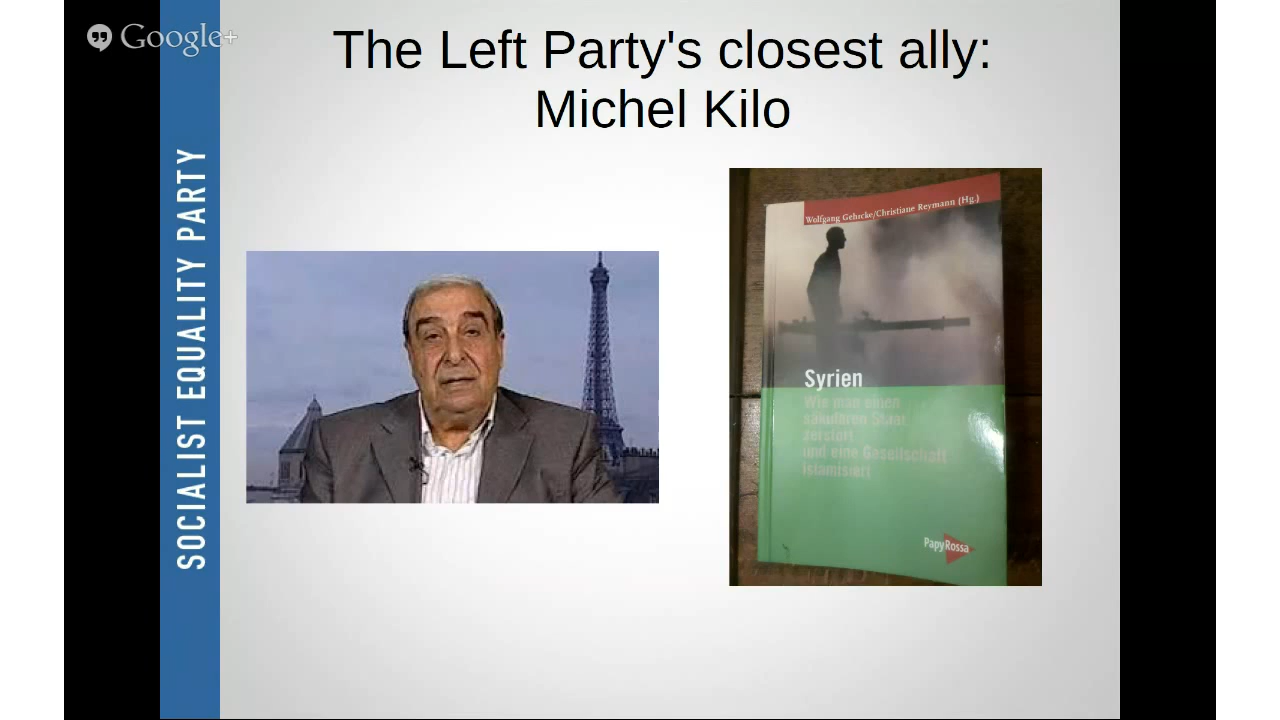 Google+
The Left Party's closest ally:
Michel Kilo
SOCIALIST EQUALITY PARTY
Wolfgang Gehrcke/Christiane Reymann (Hg.)
Syrien
Wie man einen
säkularen Staat
zerstört
und eine Gesellschaft
islamisiert
PapyRossa